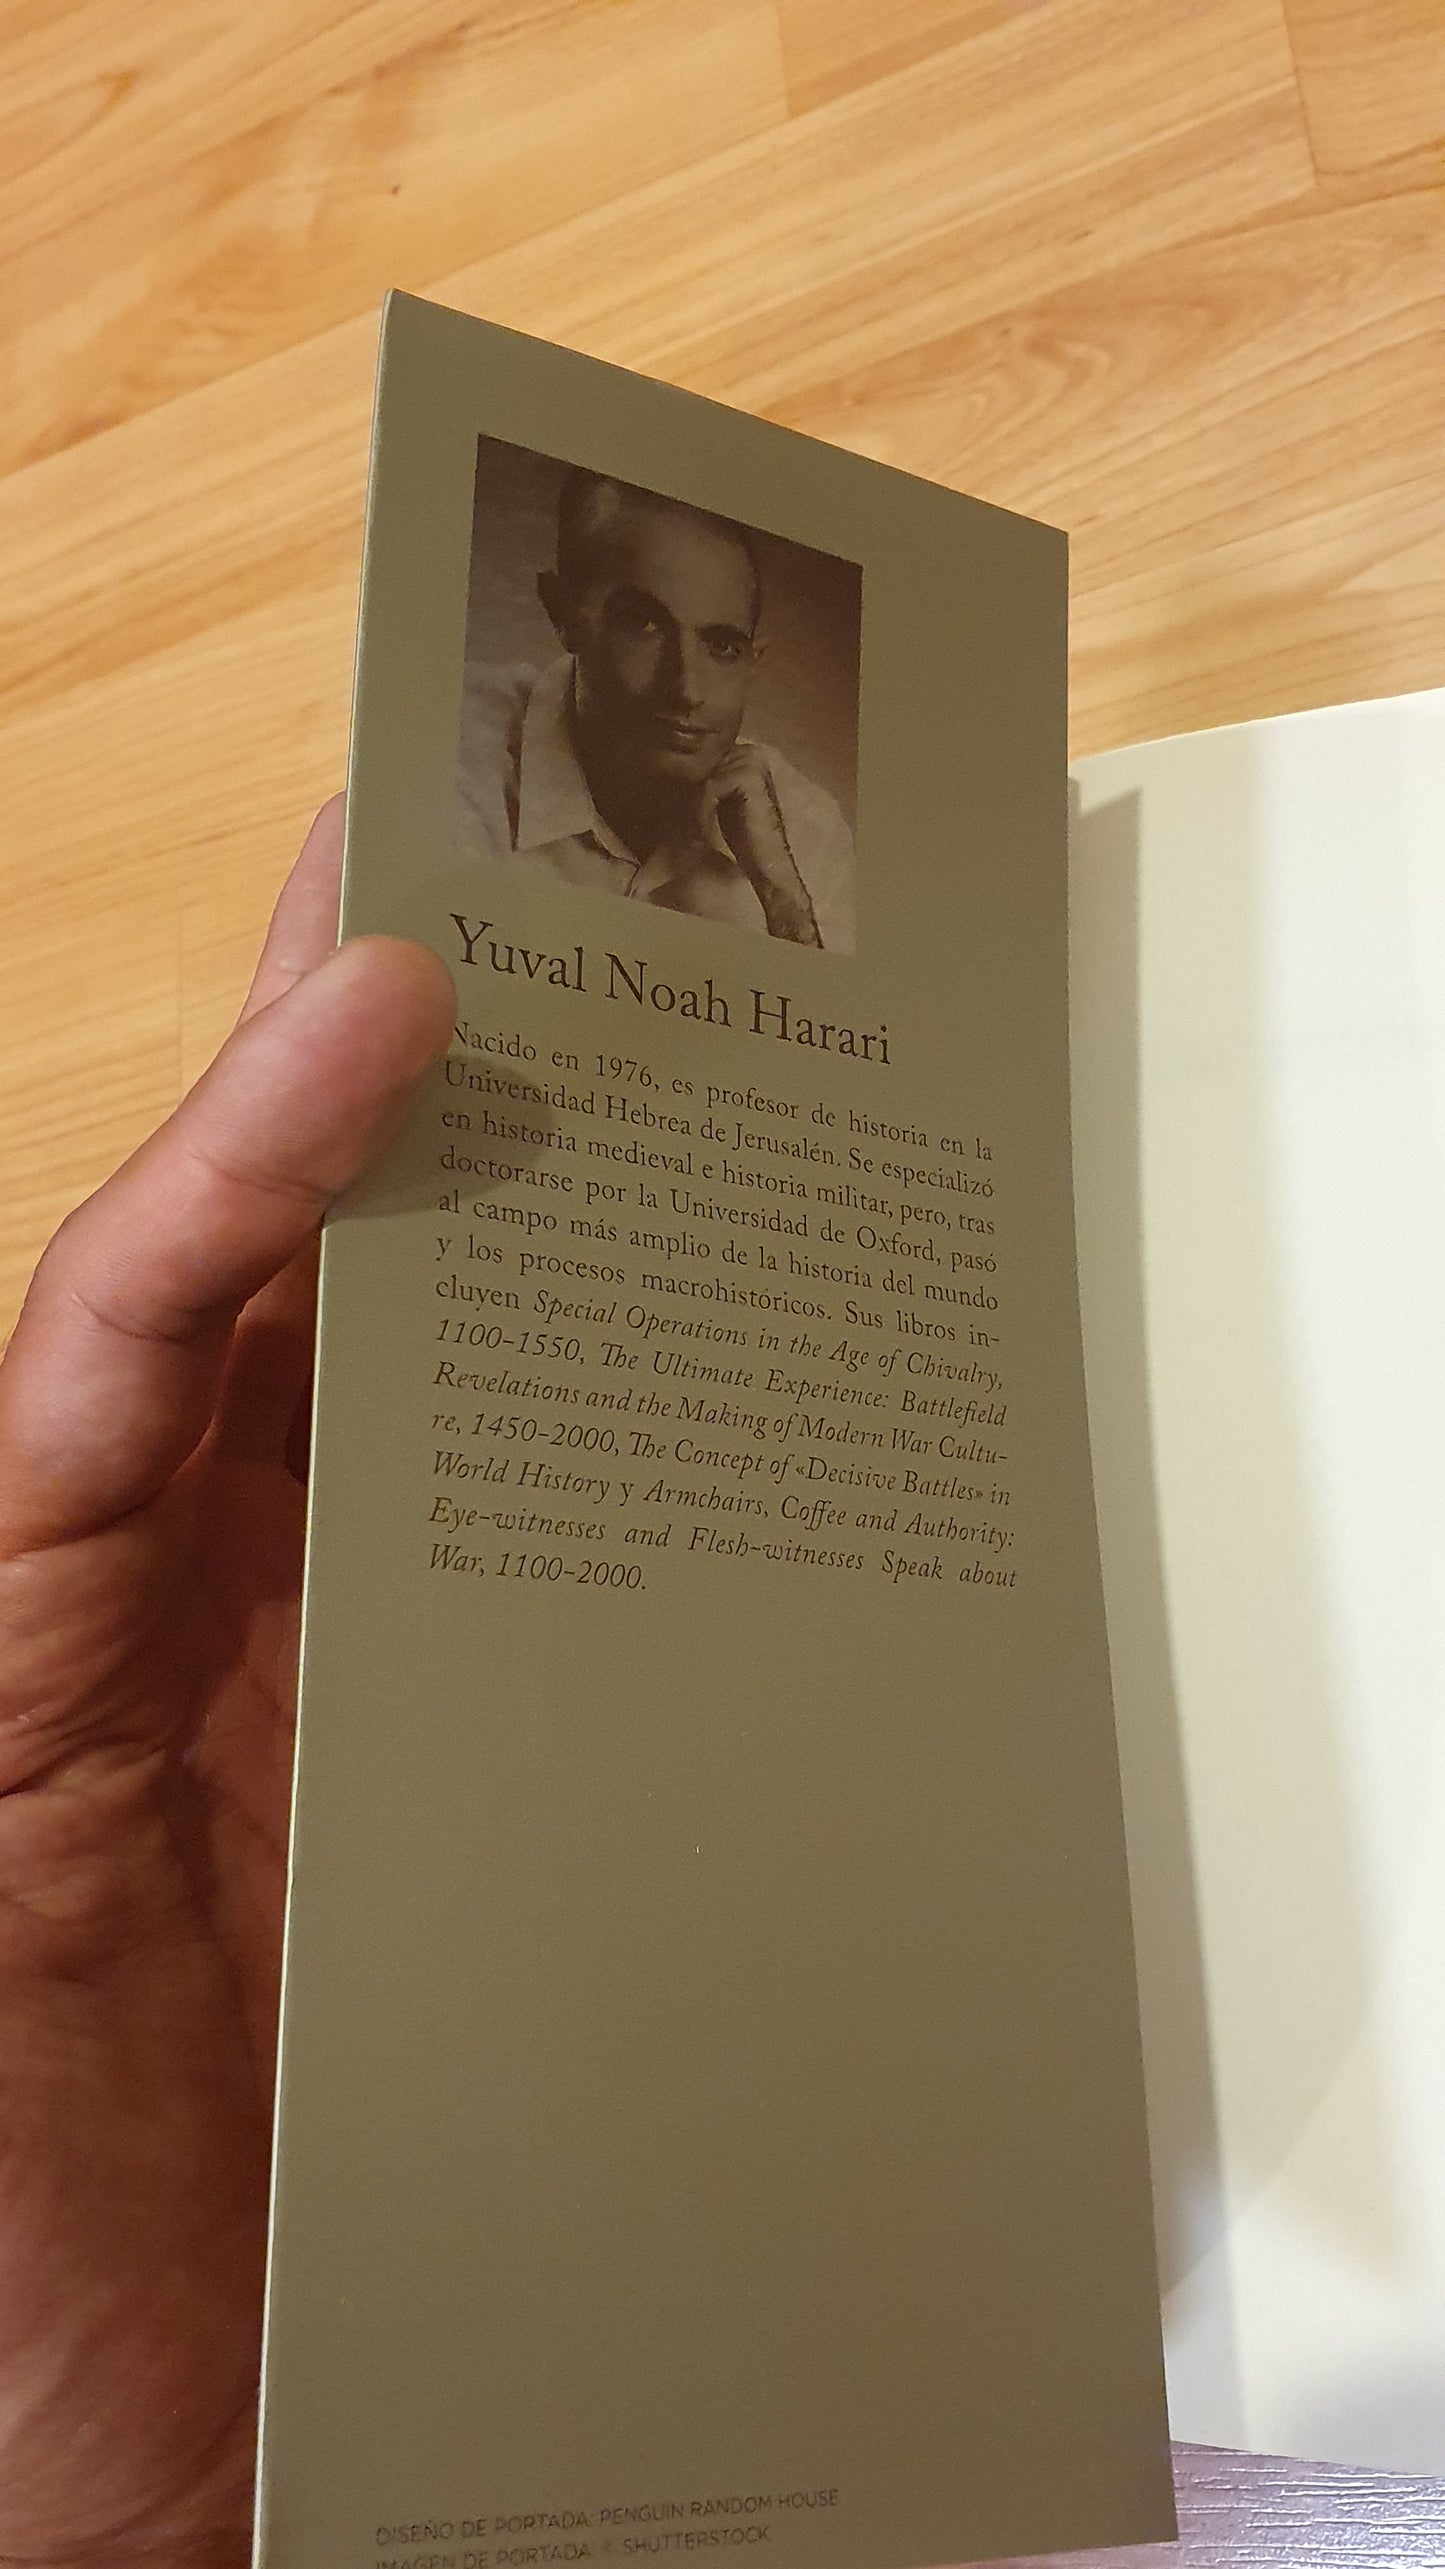 Yuval Noah Harari
Nacido en 1976, es profesor de historia en la
Universidad Hebrea de Jerusalén. Se especializó
en historia medieval e historia militar, pero, tras
doctorarse por la Universidad de Oxford, pasó
al campo más amplio de la historia del mundo
y los procesos macrohistóricos. Sus libros in-
cluyen Special Operations in the Age of Chivalry,
1100-1550, The Ultimate Experience: Battlefield
Revelations and the Making of Modern War Cultu-
re, 1450-2000, The Concept of «Decisive Battles» in
World History y Armchairs, Coffee and Authority:
Eye-witnesses and Flesh-witnesses Speak about
War, 1100-2000.
DISEÑO DE PORTADA: PENGUIN RANDOM HOUSE
IMAGEN DE PORTADA: © SHUTTERSTOCK